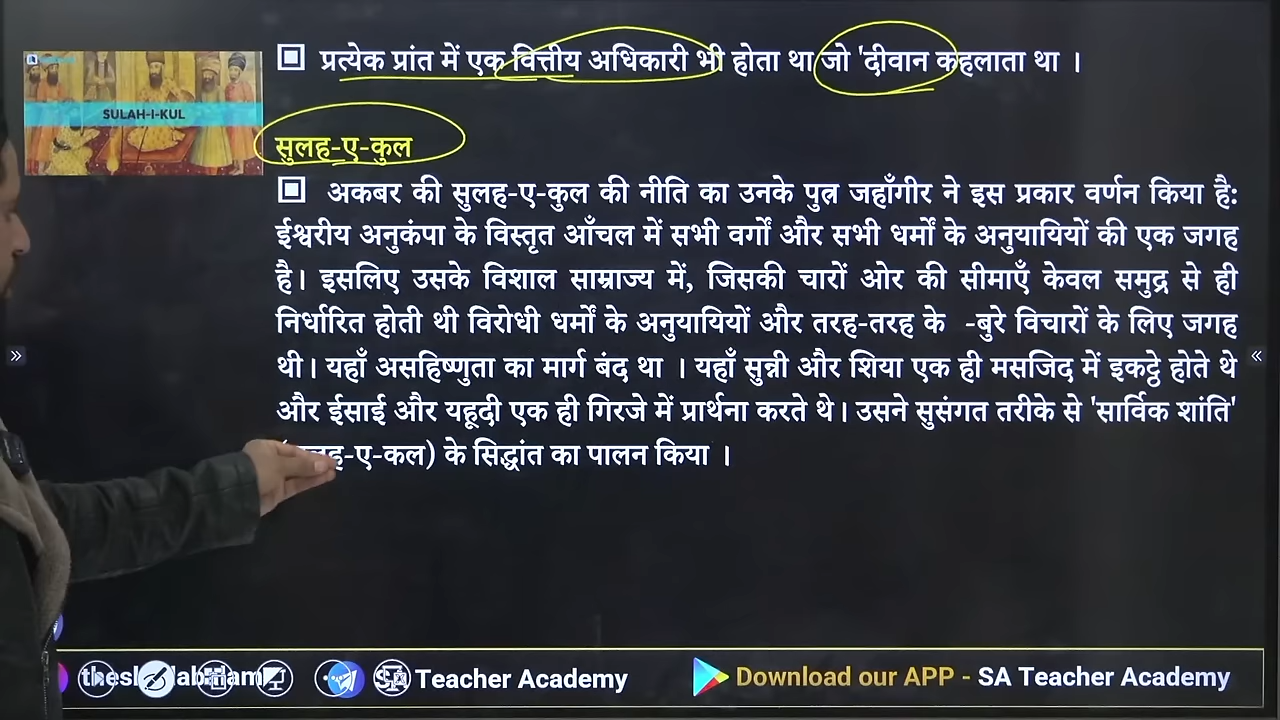 प्रत्येक प्रांत में एक वित्तीय अधिकारी भी होता था जो 'दीवान कहलाता था ।
SULAH-I-KUL
सुलह-ए-कुल
अकबर की सुलह-ए-कुल की नीति का उनके पुत्र जहाँगीर ने इस प्रकार वर्णन किया है:
ईश्वरीय अनुकंपा के विस्तृत आँचल में सभी वर्गों और सभी धर्मों के अनुयायियों की एक जगह
है। इसलिए उसके विशाल साम्राज्य में, जिसकी चारों ओर की सीमाएँ केवल समुद्र से ही
निर्धारित होती थी विरोधी धर्मों के अनुयायियों और तरह-तरह के -बुरे विचारों के लिए जगह
थी। यहाँ असहिष्णुता का मार्ग बंद था । यहाँ सुन्नी और शिया एक ही मसजिद में इकट्ठे होते थे
और ईसाई और यहूदी एक ही गिरजे में प्रार्थना करते थे। उसने सुसंगत तरीके से 'सार्विक शांति'
के सिद्धांत का पालन किया ।
Teacher Academy
Download our APP - SA Teacher Academy